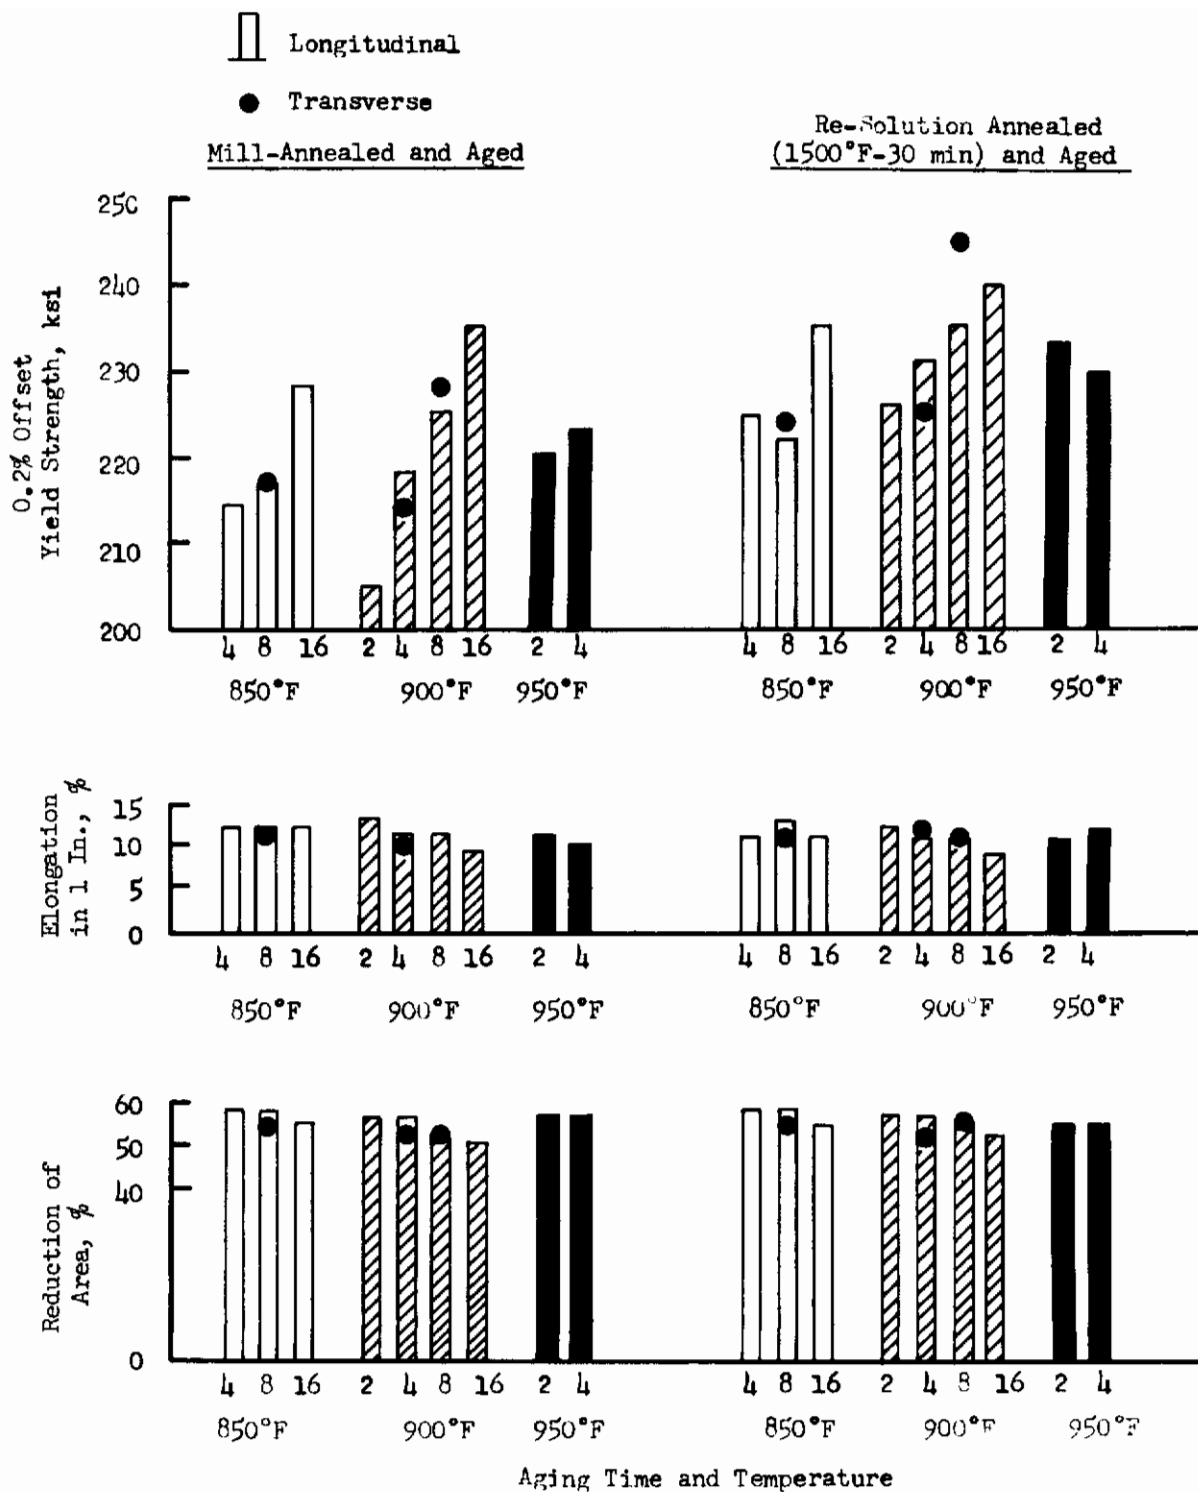 Longitudinal
Transverse
Mill-Annealed and Aged
Re-Solution Annealed
(1500°F-30 min) and Aged
0.2% Offset
Yield Strength, ksi
250
240
230
220
210
200
4 8 16 2 4 8 16 2 4 4 8 16 2 4 8 16 2 4
850°F 900°F 950°F 850°F 900°F 950°F
Elongation
in 1 In., %
15
10
5
0
4 8 16 2 4 8 16 2 4 4 8 16 2 4 8 16 2 4
850°F 900°F 950°F 850°F 900°F 950°F
Reduction of
Area, %
60
50
40
0
4 8 16 2 4 8 16 2 4 4 8 16 2 4 8 16 2 4
850°F 900°F 950°F 850°F 900°F 950°F
Aging Time and Temperature